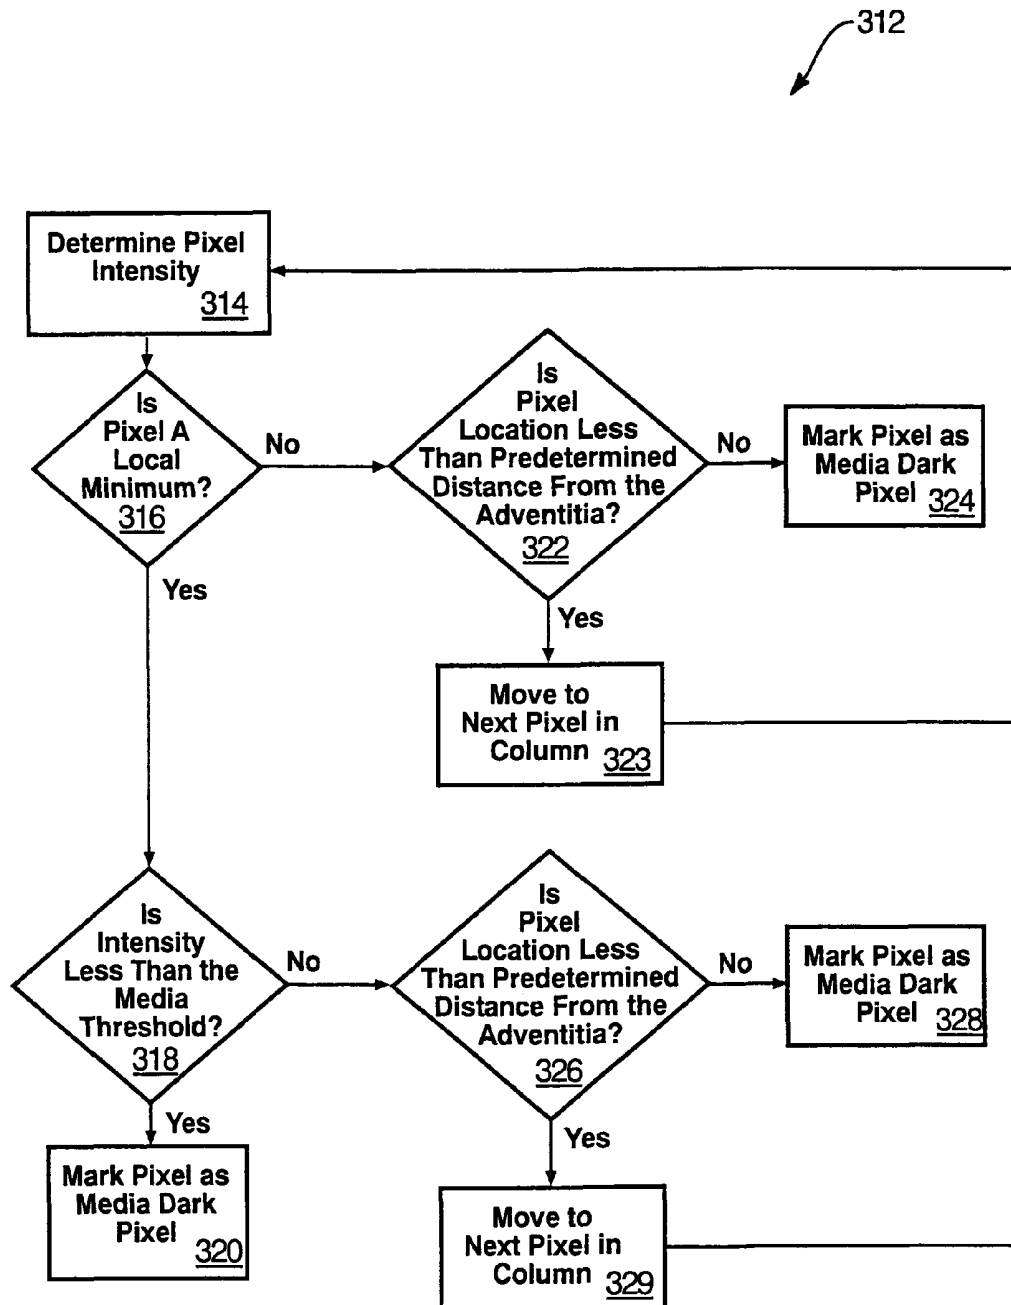 312
Determine Pixel
Intensity
314
Is
Pixel A
Local
Minimum?
316
No
Yes
Is
Pixel
Location Less
Than Predetermined
Distance From the
Adventitia?
322
No
Yes
Mark Pixel as
Media Dark
Pixel 324
Move to
Next Pixel in
Column 323
Is
Intensity
Less Than the
Media
Threshold?
318
No
Yes
Is
Pixel
Location Less
Than Predetermined
Distance From the
Adventitia?
326
No
Yes
Mark Pixel as
Media Dark
Pixel 328
Mark Pixel as
Media Dark
Pixel
320
Move to
Next Pixel in
Column 329